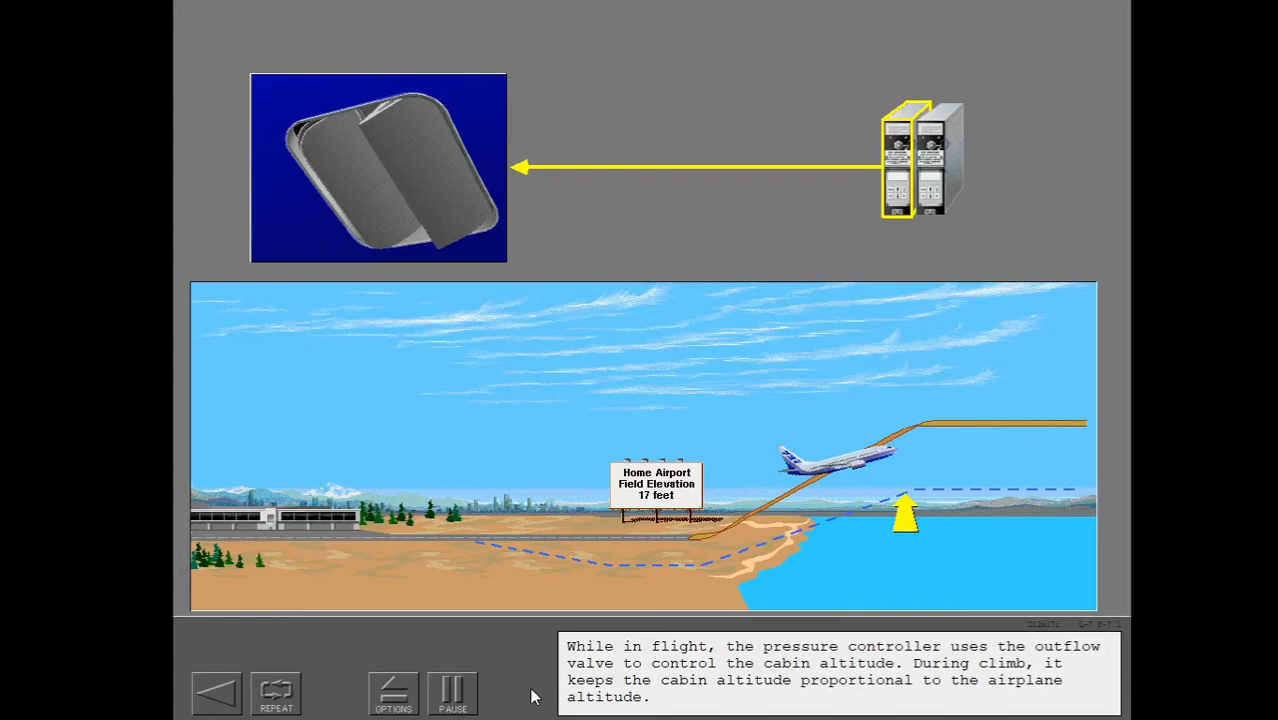 Home Airport
Field Elevation
17 feet
While in flight, the pressure controller uses the outflow
valve to control the cabin altitude. During climb, it
keeps the cabin altitude proportional to the airplane
altitude.
REPEAT
OPTIONS
PAUSE